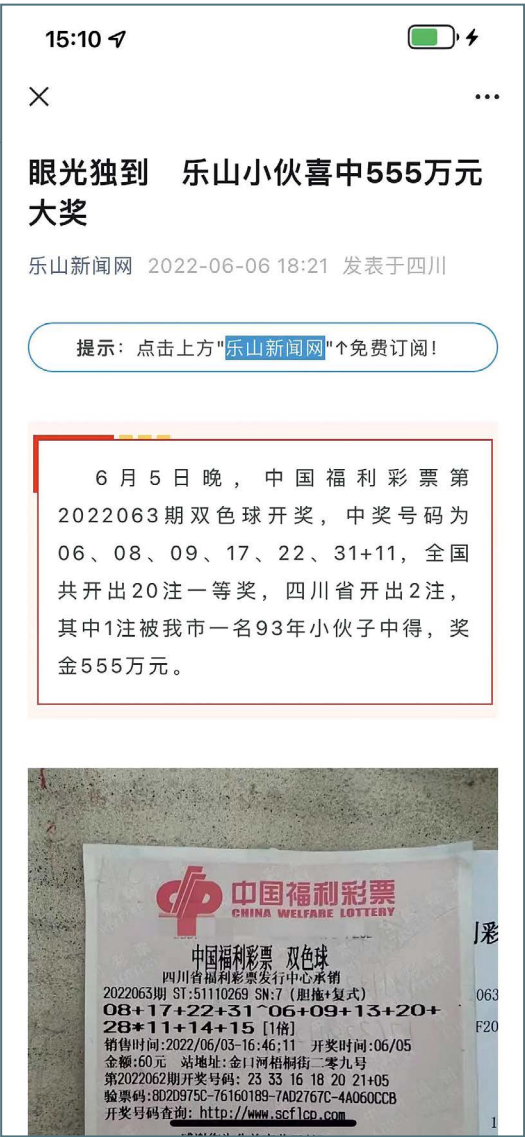 15:10
眼光独到　乐山小伙喜中555万元
大奖
乐山新闻网 2022-06-06 18:21 发表于四川
提示：点击上方"乐山新闻网"↑免费订阅！
6月5日晚，中国福利彩票第
2022063期双色球开奖，中奖号码为
06、08、09、17、22、31+11，全国
共开出20注一等奖，四川省开出2注，
其中1注被我市一名93年小伙子中得，奖
金555万元。
中国福利彩票
CHINA WELFARE LOTTERY
中国福利彩票 双色球
四川省福利彩票发行中心承销
2022063期 ST:51110269 SN:7 (胆拖+复式)
08+17+22+31^06+09+13+20+
28*11+14+15 [1倍]
销售时间:2022/06/03-16:46:11 开奖时间:06/05
金额:60元 站地址:金口河梧桐街二零九号
第2022062期开奖号码: 23 33 16 18 20 21+05
验票码:8D2D975C-76160189-7AD2767C-4A060CCB
开奖号码查询: http://www.scflcp.com/
彩
063
F20